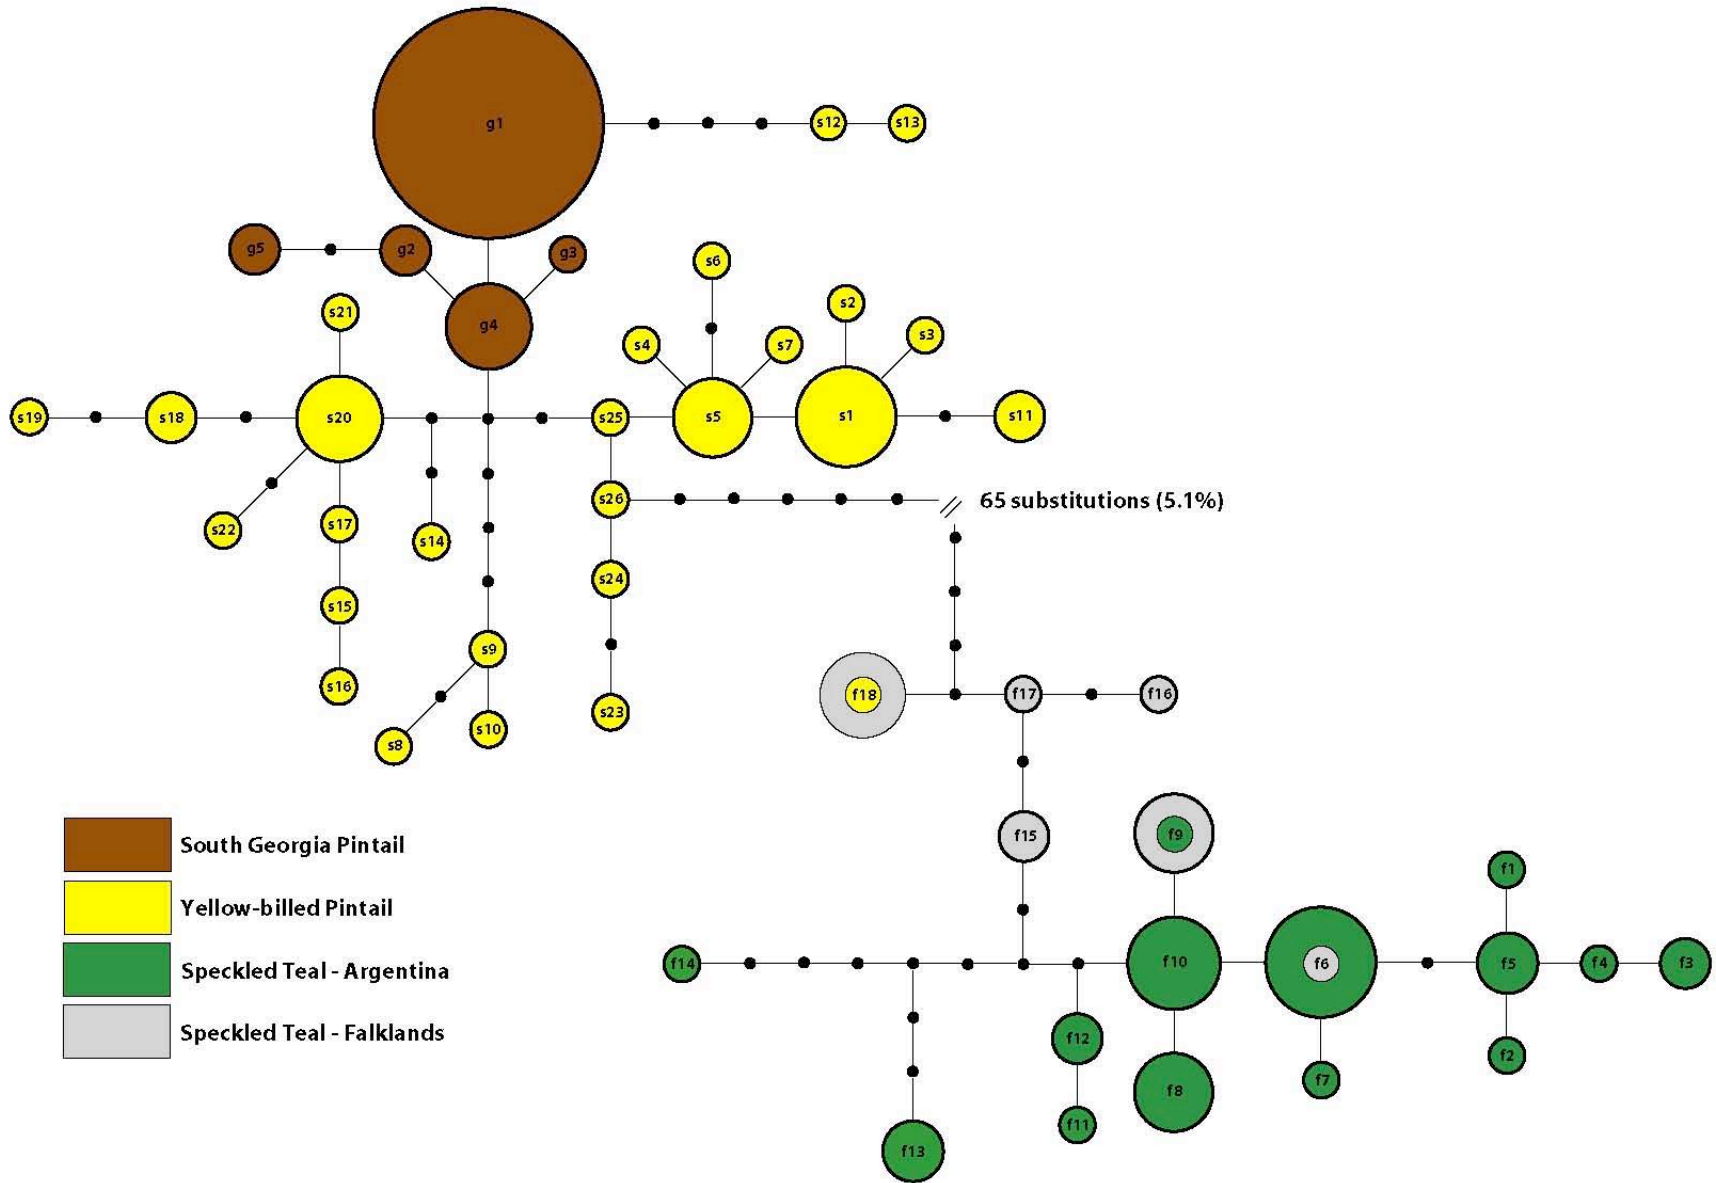 g1
s12
s13
g5
g2
g3
s6
s21
g4
s2
s4
s7
s3
s19
s18
s20
s25
s5
s1
s11
s26
65 substitutions (5.1%)
s22
s17
s14
s24
s15
s9
s16
f18
f17
f16
s23
s10
s8
f15
f9
South Georgia Pintail
f1
Yellow-billed Pintail
f14
f10
f6
f5
f4
f3
Speckled Teal - Argentina
Speckled Teal - Falklands
f12
f2
f7
f8
f11
f13